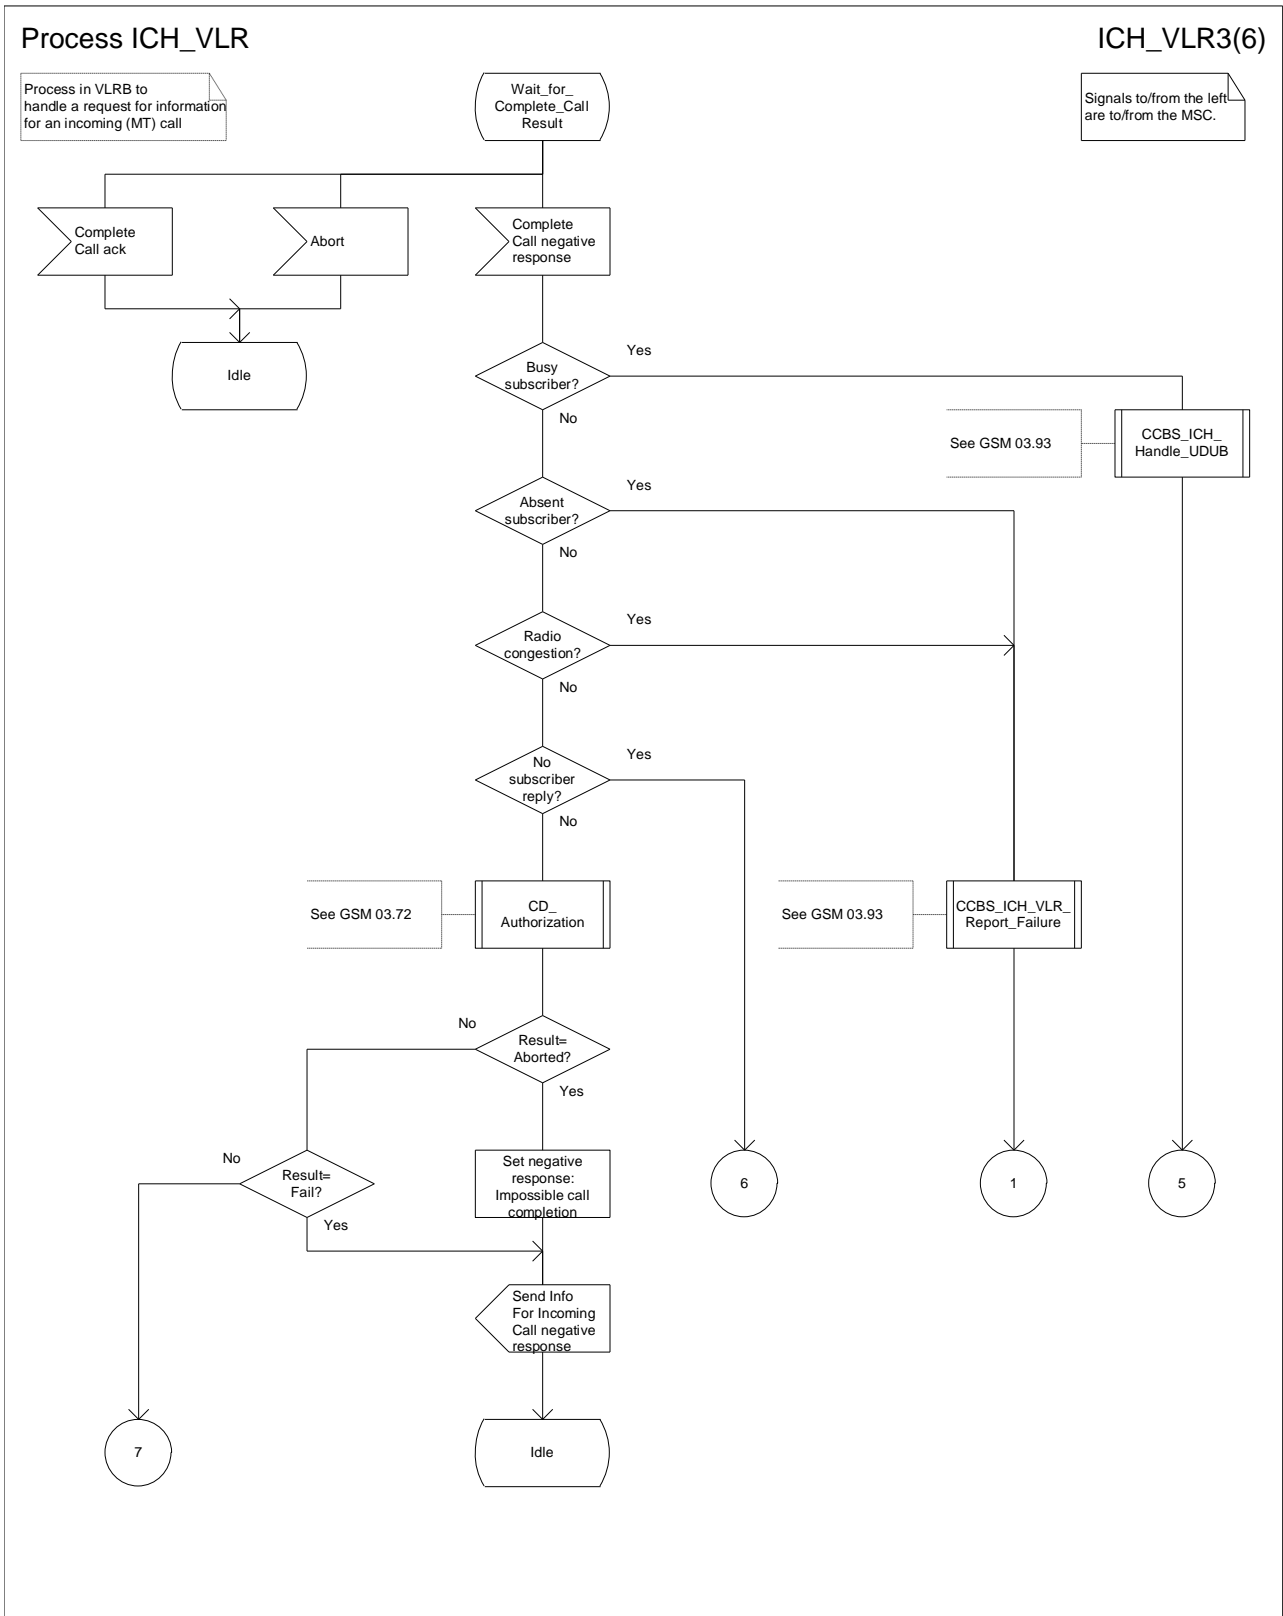 Process ICH_VLR
ICH_VLR3(6)
Process in VLRB to
handle a request for information
for an incoming (MT) call
Wait_for_
Complete_Call
Result
Signals to/from the left
are to/from the MSC.
Complete
Call ack
Abort
Complete
Call negative
response
Idle
Busy
subscriber?
Yes
No
See GSM 03.93
CCBS_ICH_
Handle_UDUB
Absent
subscriber?
Yes
No
Radio
congestion?
Yes
No
No
subscriber
reply?
Yes
No
See GSM 03.72
CD_
Authorization
See GSM 03.93
CCBS_ICH_VLR_
Report_Failure
No
Result=
Aborted?
Yes
No
Result=
Fail?
Yes
Set negative
response:
Impossible call
completion
6
1
5
Send Info
For Incoming
Call negative
response
7
Idle